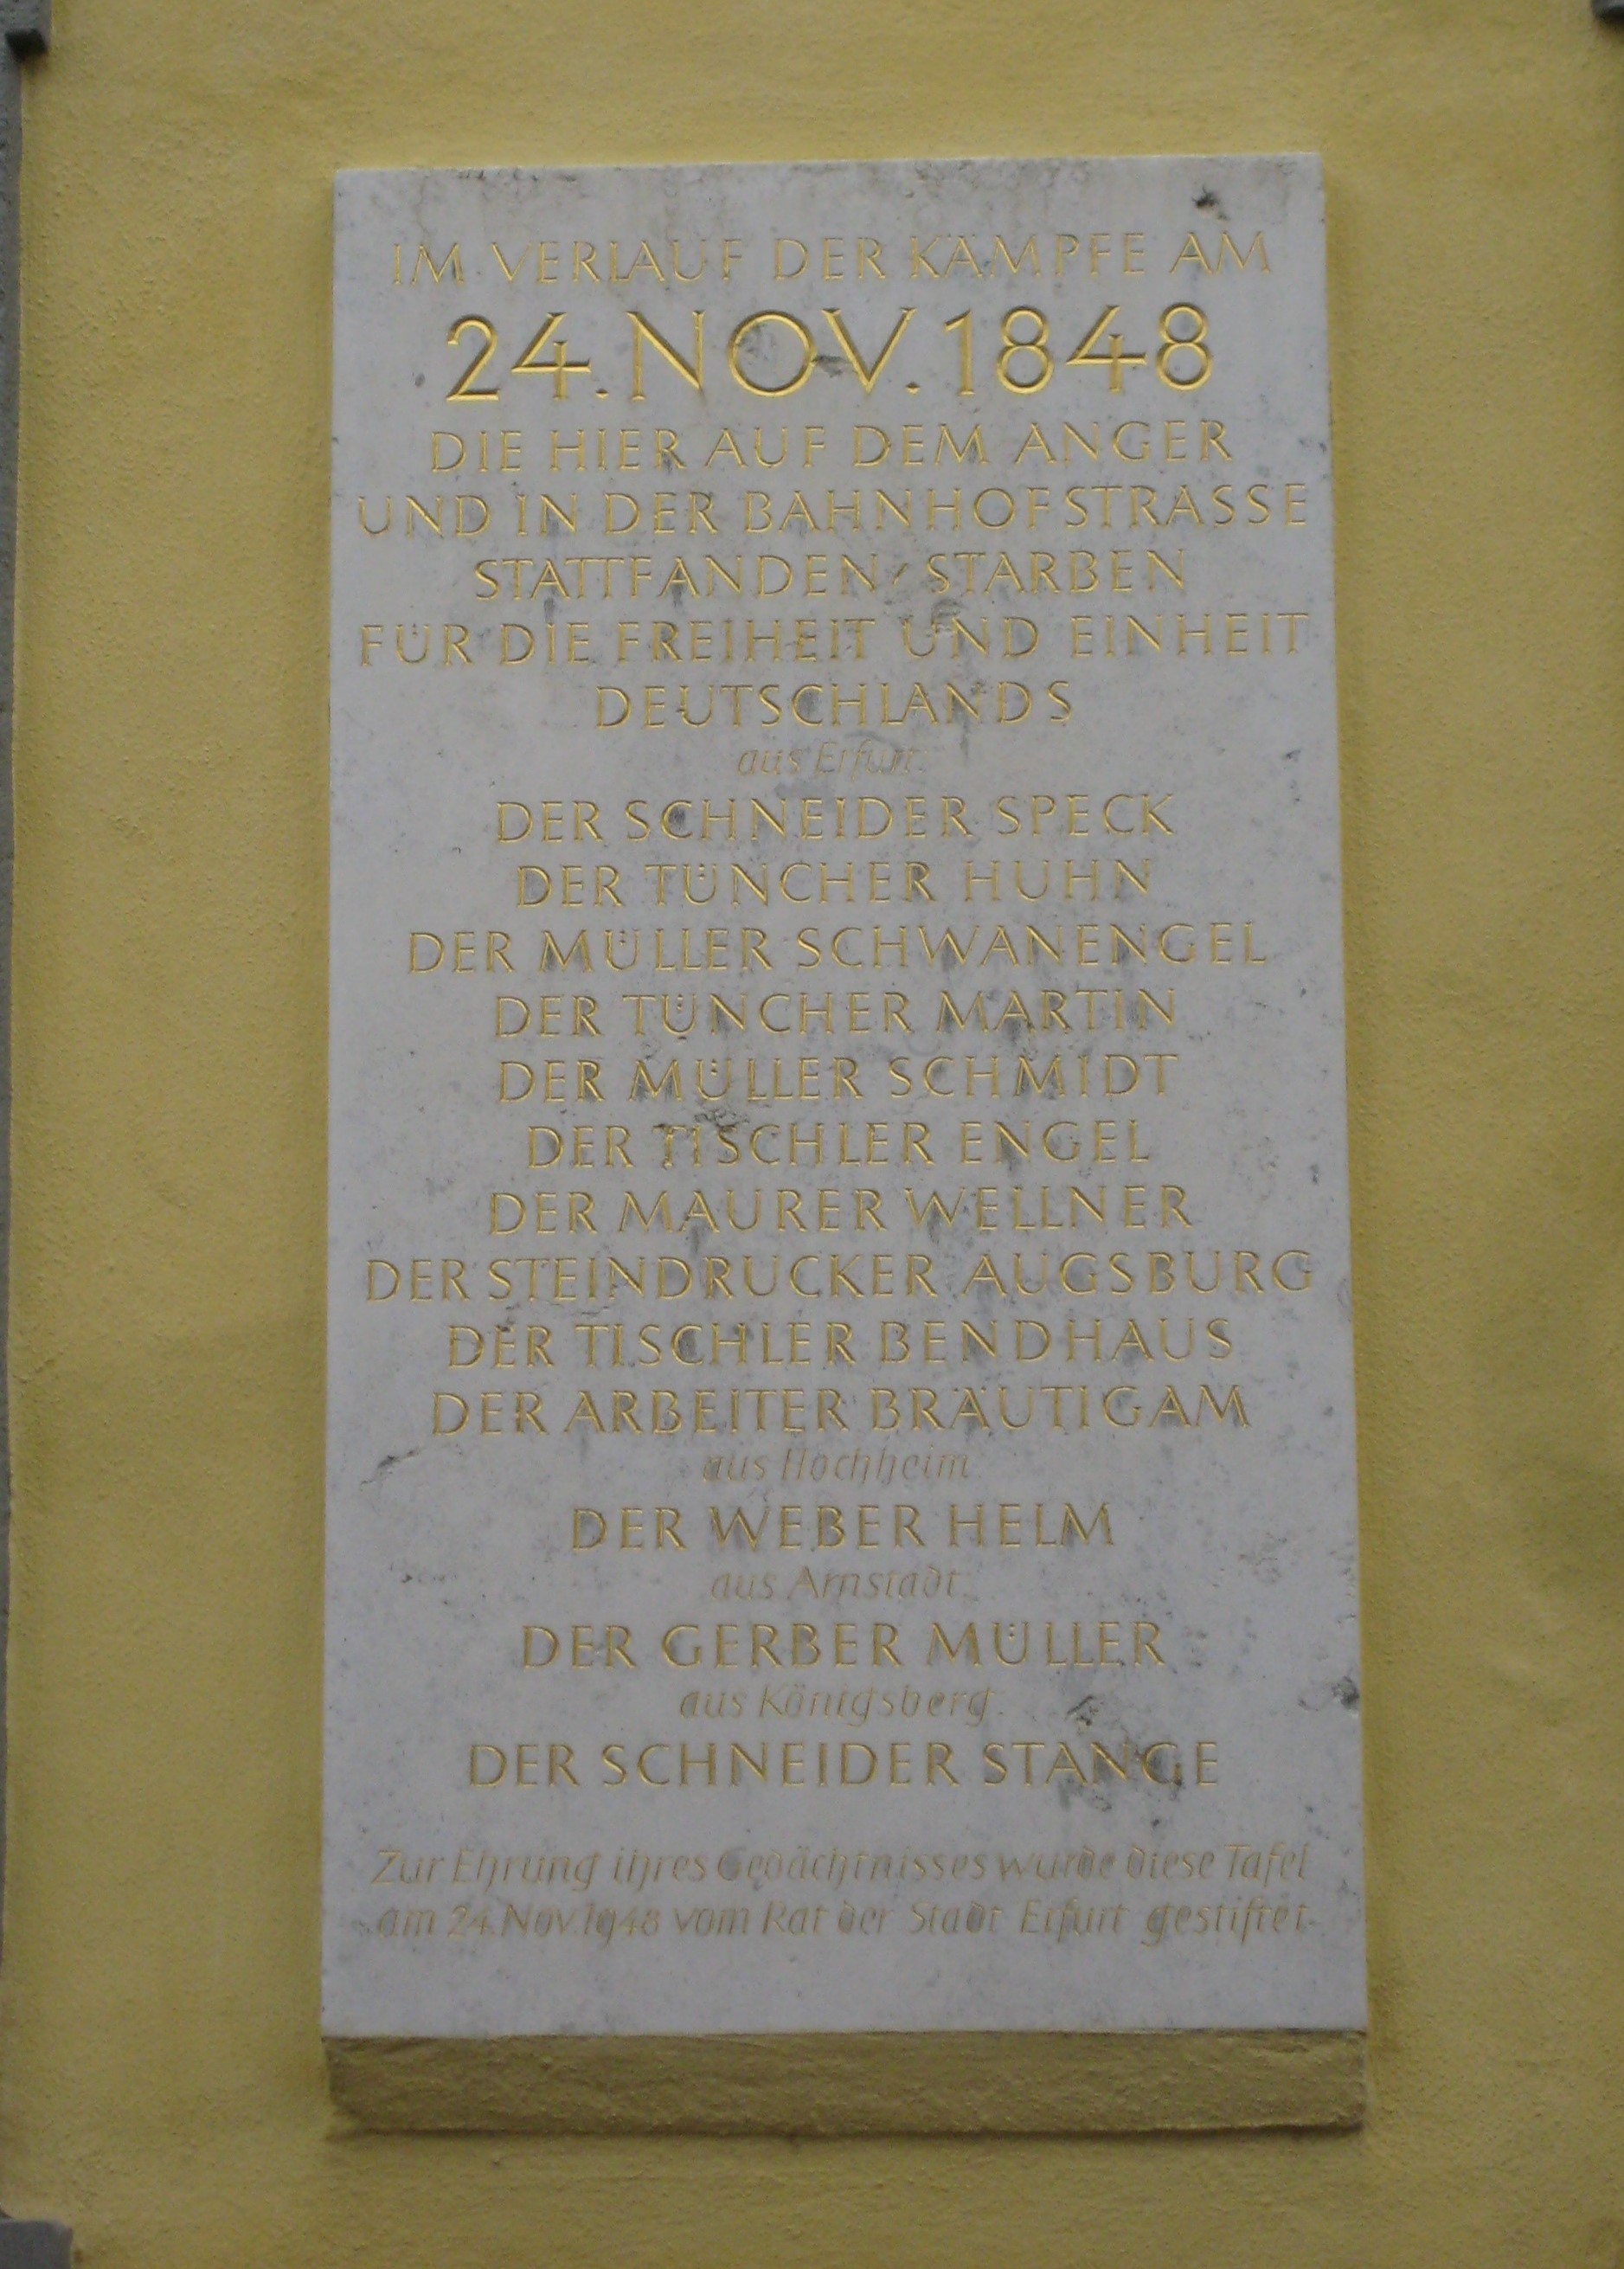 IM VERLAUF DER KÄMPFE AM
24. NOV. 1848
DIE HIER AUF DEM ANGER
UND IN DER BAHNHOFSTRASSE
STATTFANDEN, STARBEN
FÜR DIE FREIHEIT UND EINHEIT
DEUTSCHLANDS
aus Erfurt:
DER SCHNEIDER SPECK
DER TÜNCHER HUHN
DER MÜLLER SCHWANENGEL
DER TÜNCHER MARTIN
DER MÜLLER SCHMIDT
DER TISCHLER ENGEL
DER MAURER WELLNER
DER STEINDRUCKER AUGSBURG
DER TISCHLER BENDHAUS
DER ARBEITER BRÄUTIGAM
aus Hochheim
DER WEBER HELM
aus Arnstadt
DER GERBER MÜLLER
aus Königsberg:
DER SCHNEIDER STANGE
Zur Ehrung ihres Gedächtnisses wurde diese Tafel
am 24. Nov. 1948 vom Rat der Stadt Erfurt gestiftet.